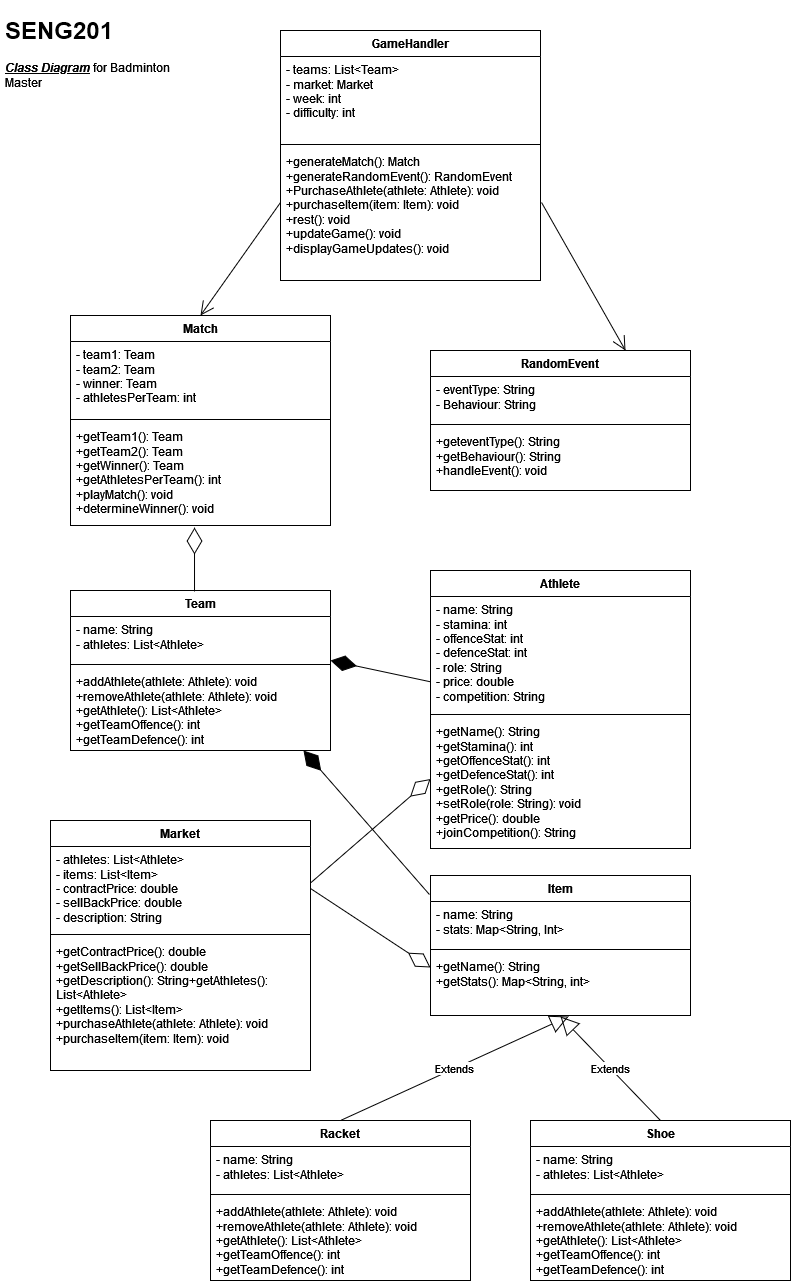 SENG201
Class Diagram for Badminton
Master
GameHandler
- teams: List<Team>
- market: Market
- week: int
- difficulty: int
+generateMatch(): Match
+generateRandomEvent(): RandomEvent
+PurchaseAthlete(athlete: Athlete): void
+purchaseItem(item: Item): void
+rest(): void
+updateGame(): void
+displayGameUpdates(): void
Match
- team1: Team
- team2: Team
- winner: Team
- athletesPerTeam: int
+getTeam1(): Team
+getTeam2(): Team
+getWinner(): Team
+getAthletesPerTeam(): int
+playMatch(): void
+determineWinner(): void
RandomEvent
- eventType: String
- Behaviour: String
+geteventType(): String
+getBehaviour(): String
+handleEvent(): void
Team
- name: String
- athletes: List<Athlete>
+addAthlete(athlete: Athlete): void
+removeAthlete(athlete: Athlete): void
+getAthlete(): List<Athlete>
+getTeamOffence(): int
+getTeamDefence(): int
Athlete
- name: String
- stamina: int
- offenceStat: int
- defenceStat: int
- role: String
- price: double
- competition: String
+getName(): String
+getStamina(): int
+getOffenceStat(): int
+getDefenceStat(): int
+getRole(): String
+setRole(role: String): void
+getPrice(): double
+joinCompetition(): String
Market
- athletes: List<Athlete>
- items: List<Item>
- contractPrice: double
- sellBackPrice: double
- description: String
+getContractPrice(): double
+getSellBackPrice(): double
+getDescription(): String+getAthletes():
List<Athlete>
+getItems(): List<Item>
+purchaseAthlete(athlete: Athlete): void
+purchaseItem(item: Item): void
Item
- name: String
- stats: Map<String, Int>
+getName(): String
+getStats(): Map<String, int>
Extends
Extends
Racket
- name: String
- athletes: List<Athlete>
+addAthlete(athlete: Athlete): void
+removeAthlete(athlete: Athlete): void
+getAthlete(): List<Athlete>
+getTeamOffence(): int
+getTeamDefence(): int
Shoe
- name: String
- athletes: List<Athlete>
+addAthlete(athlete: Athlete): void
+removeAthlete(athlete: Athlete): void
+getAthlete(): List<Athlete>
+getTeamOffence(): int
+getTeamDefence(): int